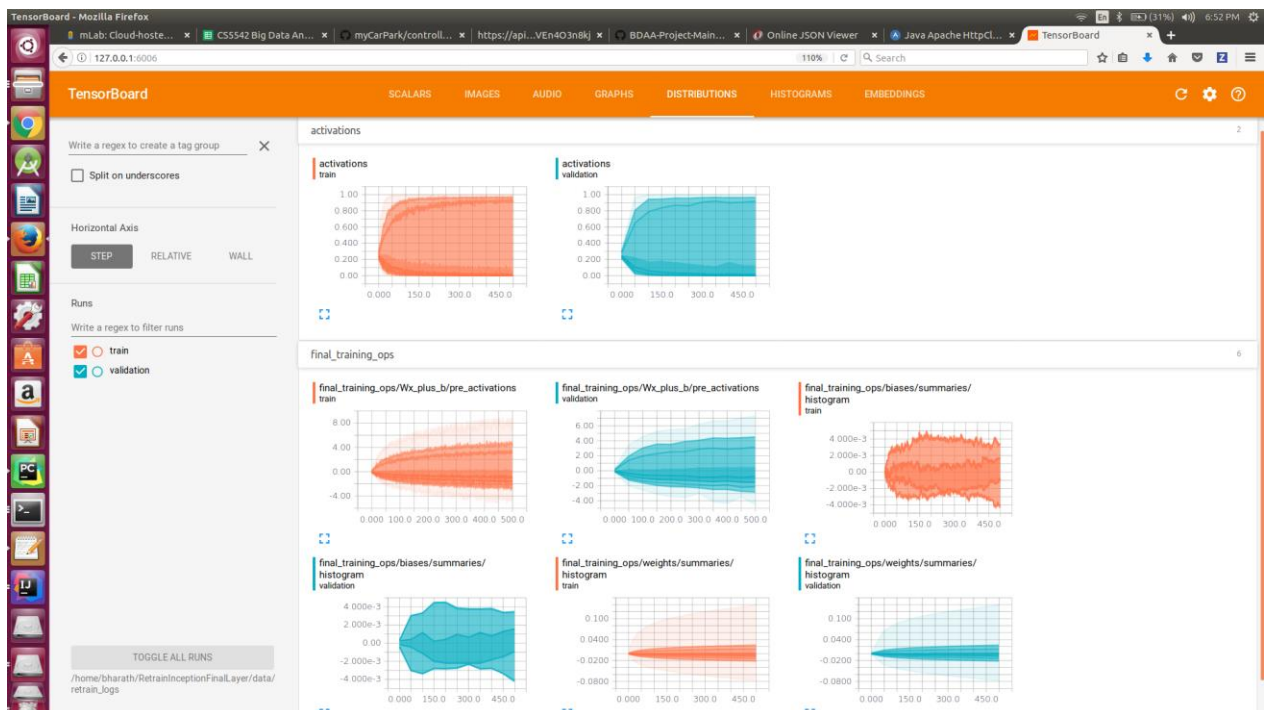 TensorBoard - Mozilla Firefox
En (31%) 6:52 PM
mLab: Cloud-hoste... × CS5542 Big Data An... × myCarPark/controll... × https://api...VEn4O3n8kj × BDAA-Project-Main... × Online JSON Viewer × Java Apache HttpCl... × TensorBoard × +
127.0.0.1:6006 110% Search
TensorBoard SCALARS IMAGES AUDIO GRAPHS DISTRIBUTIONS HISTOGRAMS EMBEDDINGS
Write a regex to create a tag group
Split on underscores
Horizontal Axis
STEP RELATIVE WALL
Runs
Write a regex to filter runs
train
validation
TOGGLE ALL RUNS
/home/bharath/RetrainInceptionFinalLayer/data/
retrain_logs
activations 2
activations
train
1.00
0.800
0.600
0.400
0.200
0.00
0.000 150.0 300.0 450.0
activations
validation
1.00
0.800
0.600
0.400
0.200
0.00
0.000 150.0 300.0 450.0
final_training_ops 6
final_training_ops/Wx_plus_b/pre_activations
train
8.00
4.00
0.00
-4.00
0.000 100.0 200.0 300.0 400.0 500.0
final_training_ops/Wx_plus_b/pre_activations
validation
6.00
4.00
2.00
0.00
-2.00
-4.00
0.000 100.0 200.0 300.0 400.0 500.0
final_training_ops/biases/summaries/
histogram
train
4.000e-3
2.000e-3
0.00
-2.000e-3
-4.000e-3
0.000 150.0 300.0 450.0
final_training_ops/biases/summaries/
histogram
validation
4.000e-3
2.000e-3
0.00
-2.000e-3
-4.000e-3
0.000 150.0 300.0 450.0
final_training_ops/weights/summaries/
histogram
train
0.100
0.0400
-0.0200
-0.0800
0.000 150.0 300.0 450.0
final_training_ops/weights/summaries/
histogram
validation
0.100
0.0400
-0.0200
-0.0800
0.000 150.0 300.0 450.0